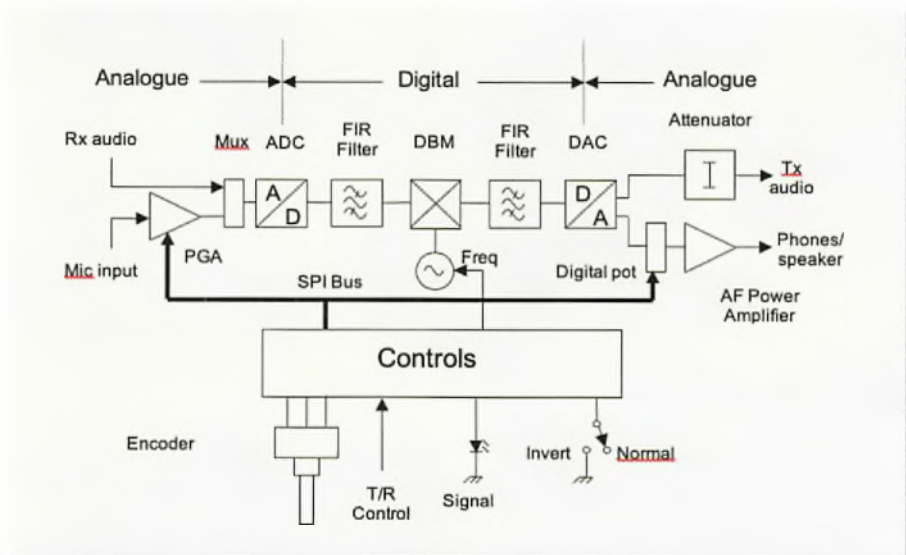 Analogue
Digital
Analogue
Rx audio
Mux
ADC
FIR
Filter
DBM
FIR
Filter
DAC
Attenuator
A
D
D
A
Tx
audio
Mic input
PGA
SPI Bus
Freq
Digital pot
Phones/
speaker
AF Power
Amplifier
Controls
Encoder
T/R
Control
Signal
Invert
Normal